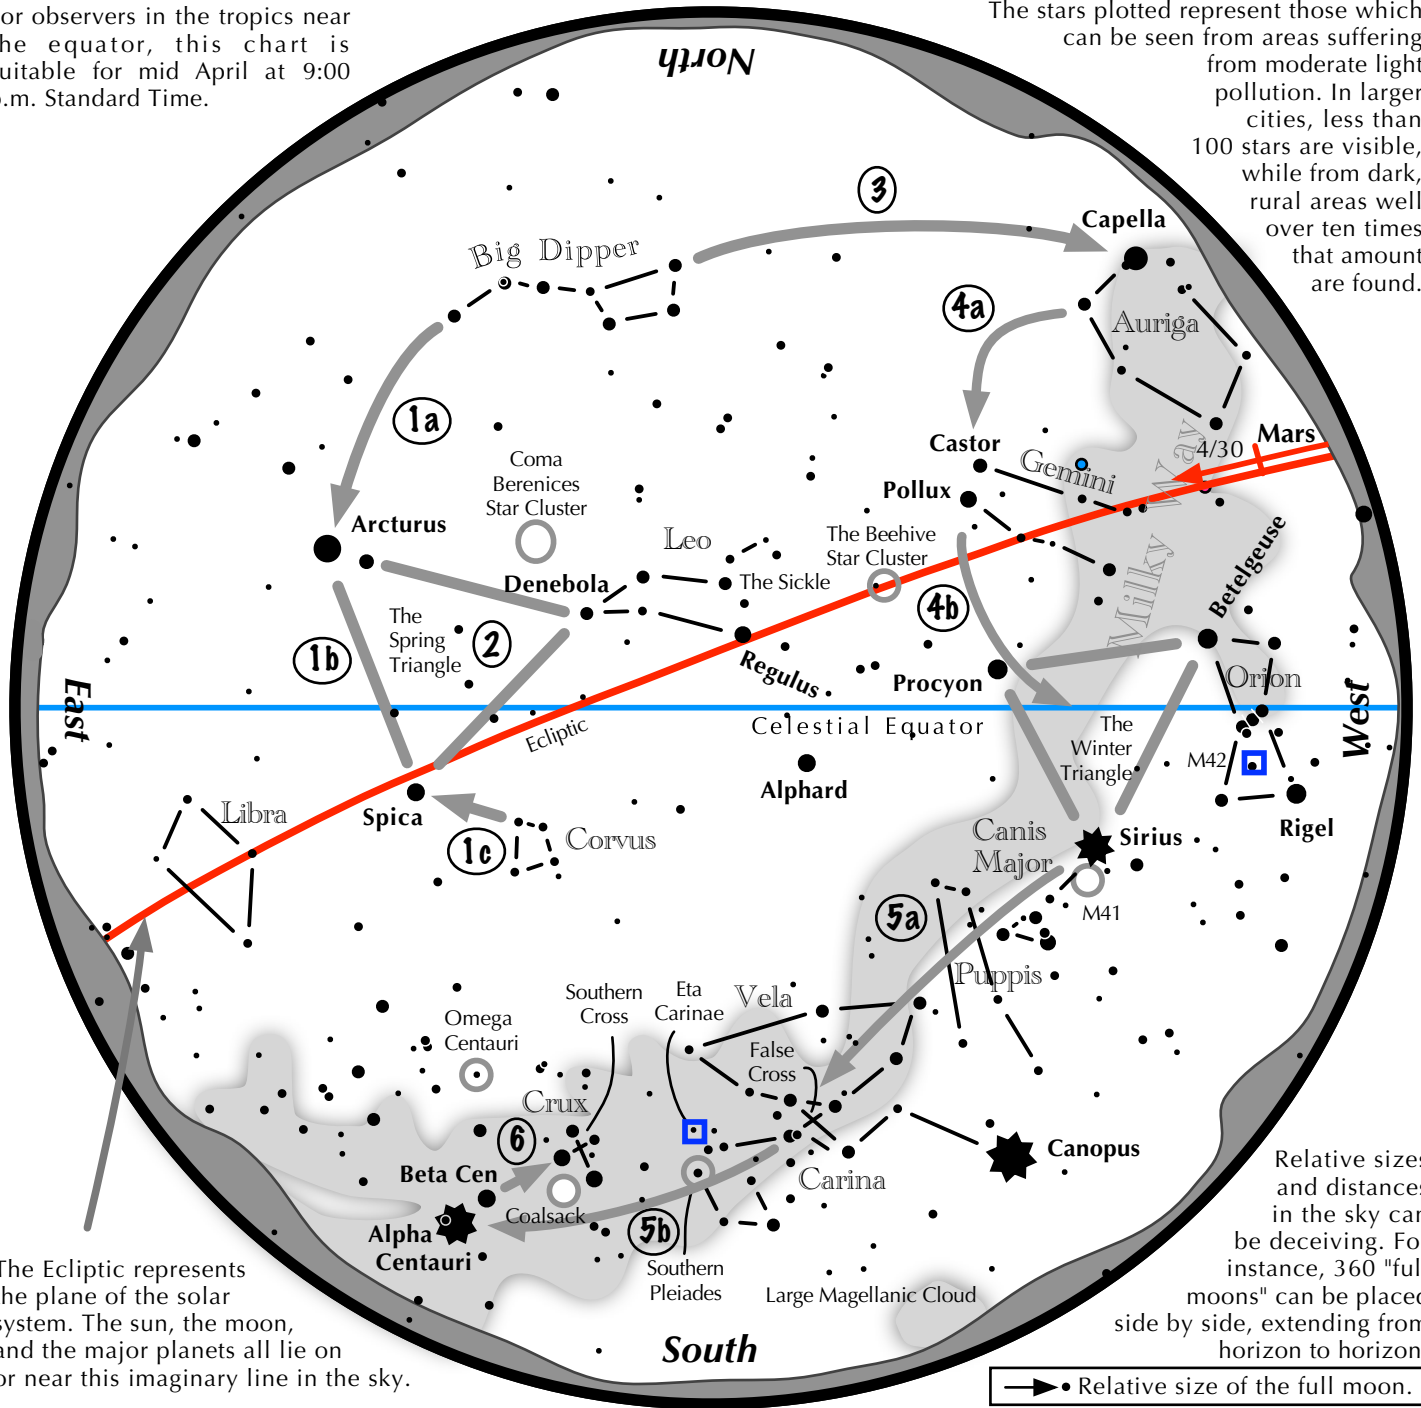 or observers in the tropics near
he equator, this chart is
uitable for mid April at 9:00
.m. Standard Time.
The stars plotted represent those which
can be seen from areas suffering
from moderate light
pollution. In larger
cities, less than
100 stars are visible,
while from dark,
rural areas well
over ten times
that amount
are found.
North
3
Capella
Big Dipper
4a
Auriga
1a
Mars
4/30
Castor
Gemini
Coma
Berenices
Star Cluster
Pollux
Milky Way
Arcturus
Leo
The Beehive
Star Cluster
Betelgeuse
Denebola
The Sickle
4b
The
Spring
Triangle
2
1b
Regulus
Procyon
Orion
East
West
Celestial Equator
Ecliptic
The
Winter
Triangle
M42
Alphard
Libra
Spica
Corvus
1c
Canis
Major
Sirius
Rigel
M41
5a
Puppis
Southern
Cross
Eta
Carinae
Vela
Omega
Centauri
False
Cross
Crux
6
Canopus
Beta Cen
Carina
Coalsack
Alpha
Centauri
5b
Southern
Pleiades
Large Magellanic Cloud
South
The Ecliptic represents
he plane of the solar
ystem. The sun, the moon,
and the major planets all lie on
or near this imaginary line in the sky.
Relative sizes
and distances
in the sky can
be deceiving. Fo
instance, 360 "ful
moons" can be placed
side by side, extending from
horizon to horizon
Relative size of the full moon.